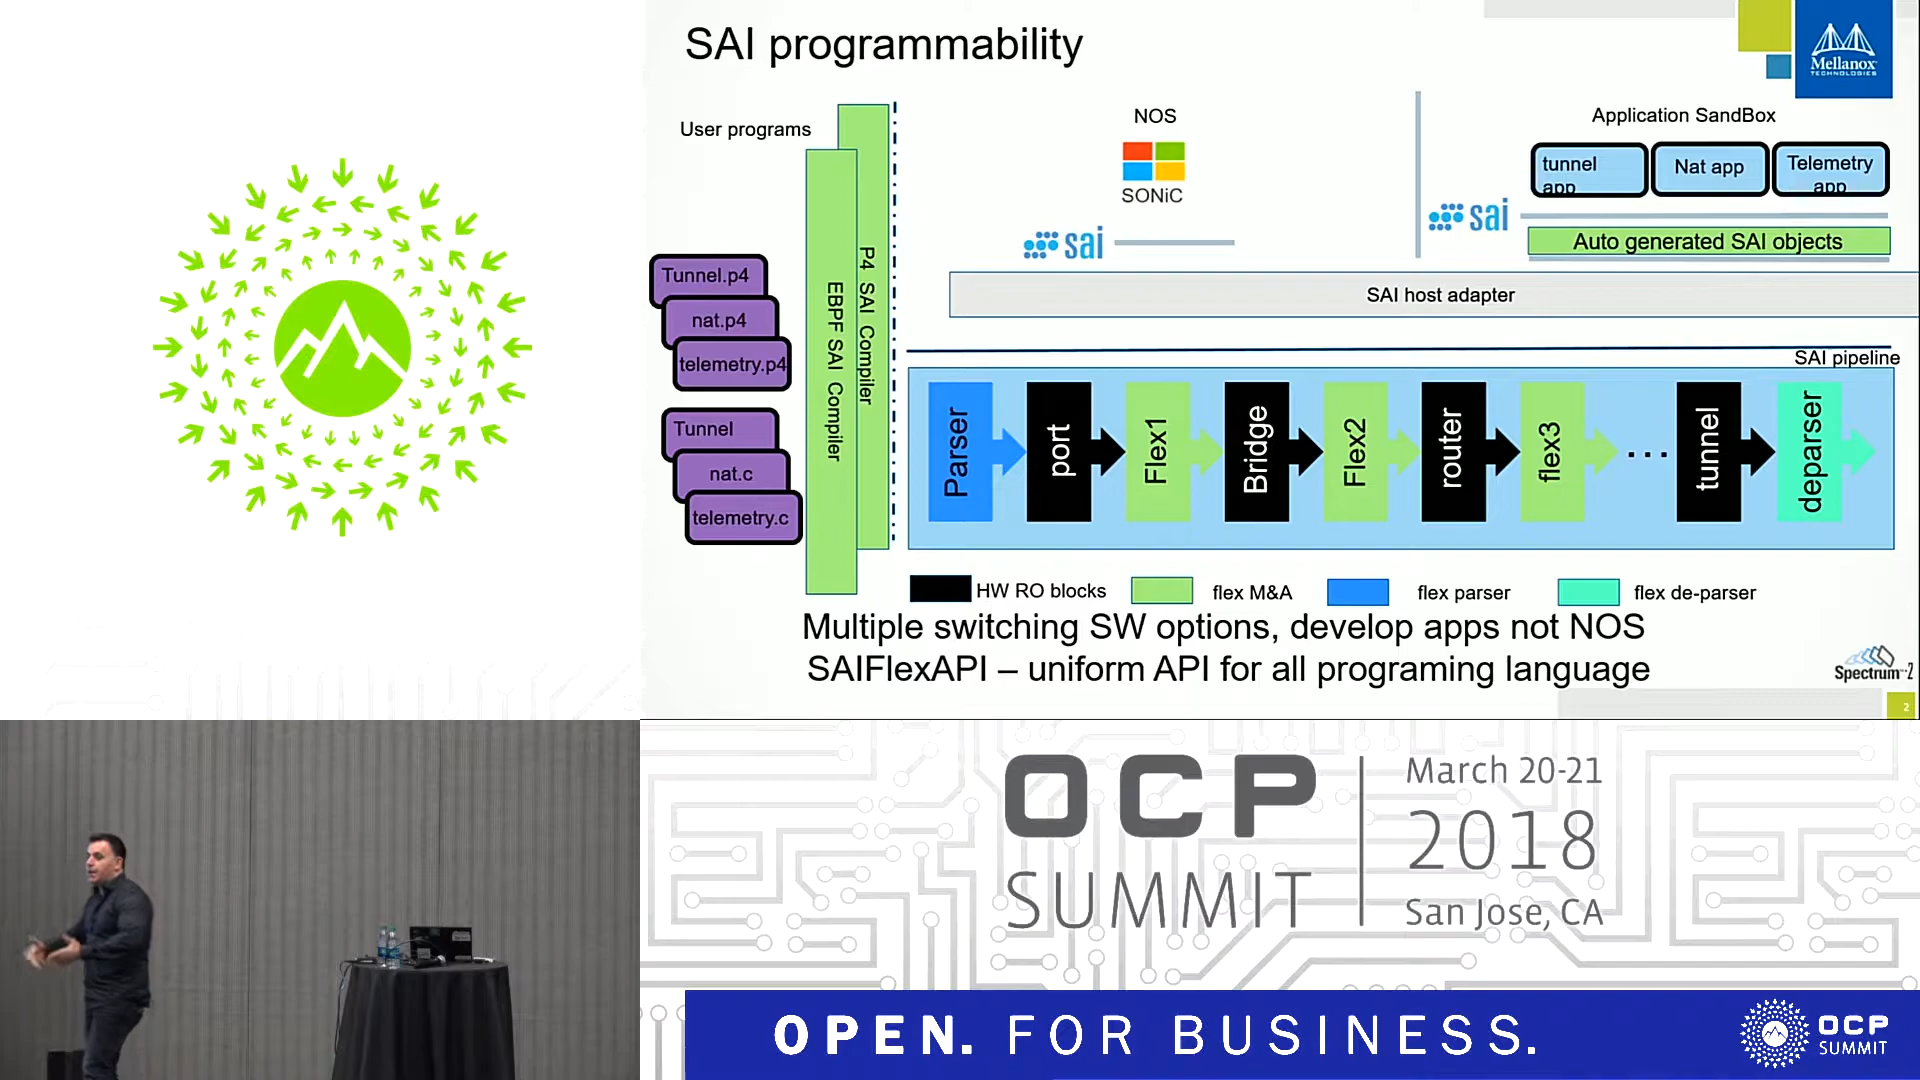 SAI programmability
Mellanox
TECHNOLOGIES
User programs
NOS
Application SandBox
SONiC
sai
tunnel app
Nat app
Telemetry app
sai
Auto generated SAI objects
SAI host adapter
Tunnel.p4
nat.p4
telemetry.p4
Tunnel
nat.c
telemetry.c
EBPF SAI Compiler
P4 SAI Compiler
SAI pipeline
Parser
port
Flex1
Bridge
Flex2
router
flex3
...
tunnel
deparser
HW RO blocks
flex M&A
flex parser
flex de-parser
Multiple switching SW options, develop apps not NOS
SAIFlexAPI – uniform API for all programing language
Spectrum-2
2
OCP
SUMMIT
March 20-21
2018
San Jose, CA
OPEN. FOR BUSINESS.
OCP
SUMMIT